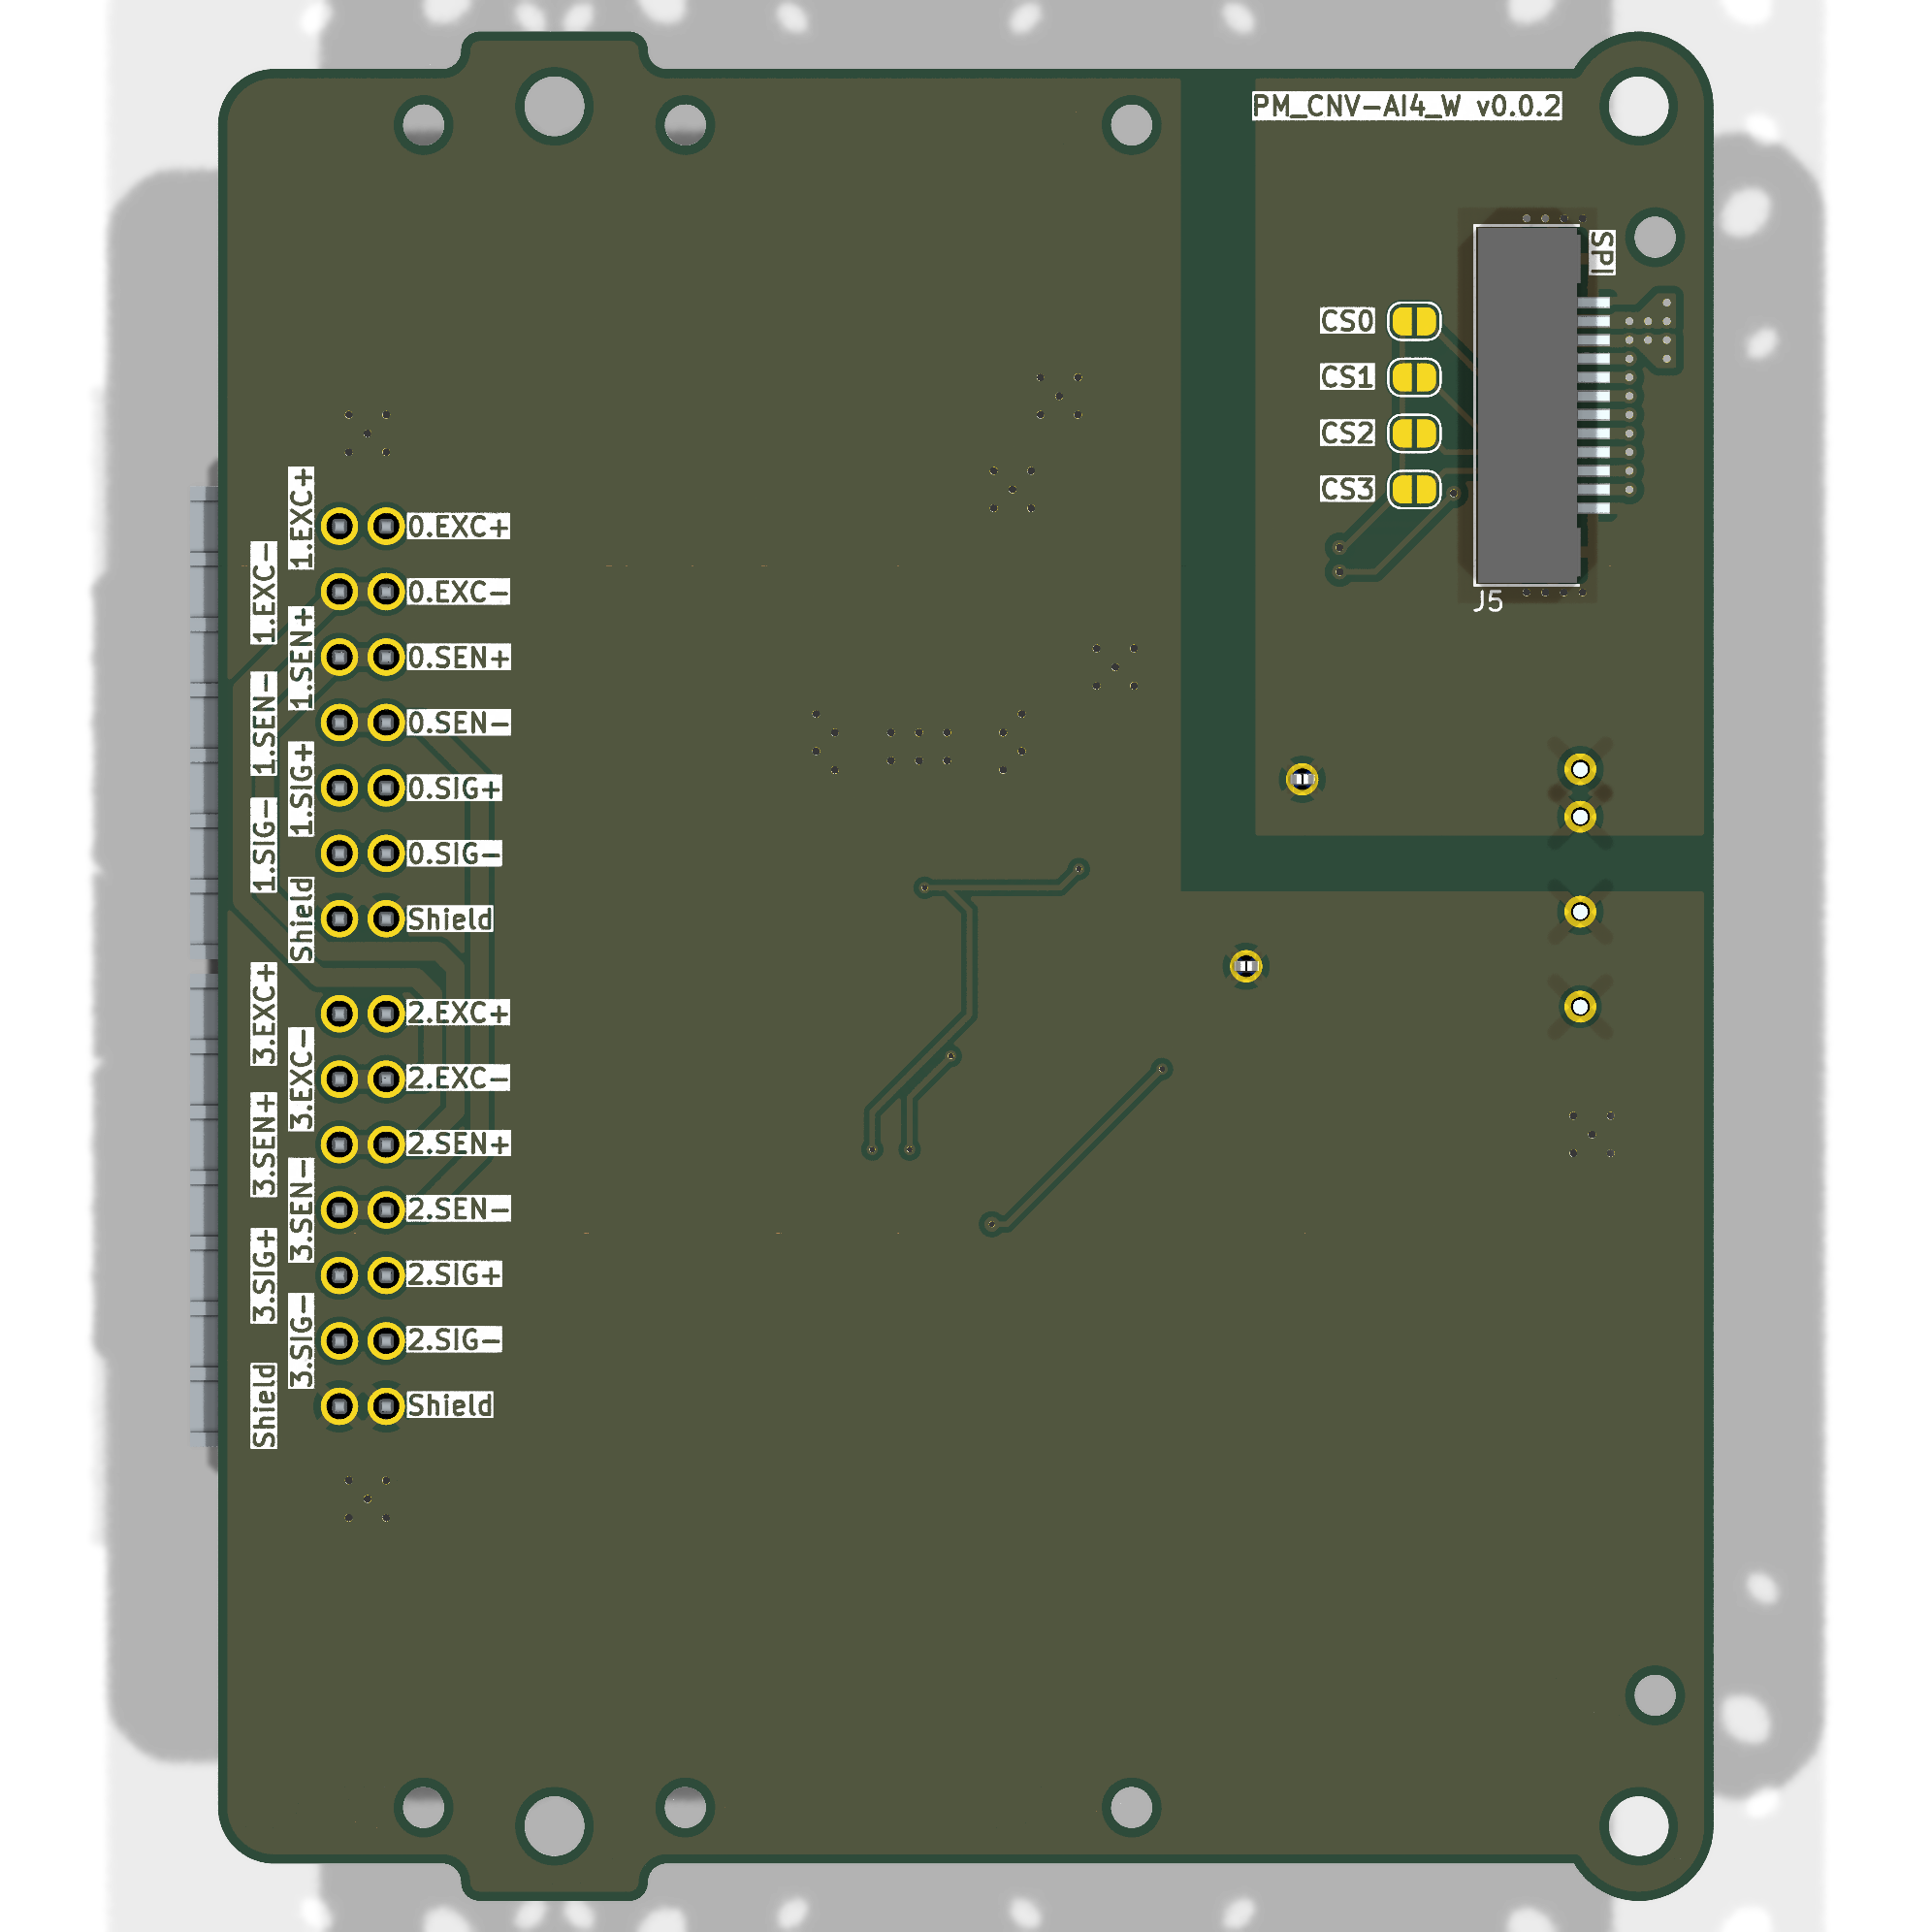 PM_CNV-AI4_W v0.0.2
SPI
CS0
CS1
CS2
CS3
J5
1.EXC+
0.EXC+
1.EXC-
0.EXC-
1.SEN+
0.SEN+
1.SEN-
0.SEN-
1.SIG+
0.SIG+
1.SIG-
0.SIG-
Shield
Shield
3.EXC+
2.EXC+
3.EXC-
2.EXC-
3.SEN+
2.SEN+
3.SEN-
2.SEN-
3.SIG+
2.SIG+
3.SIG-
2.SIG-
Shield
Shield